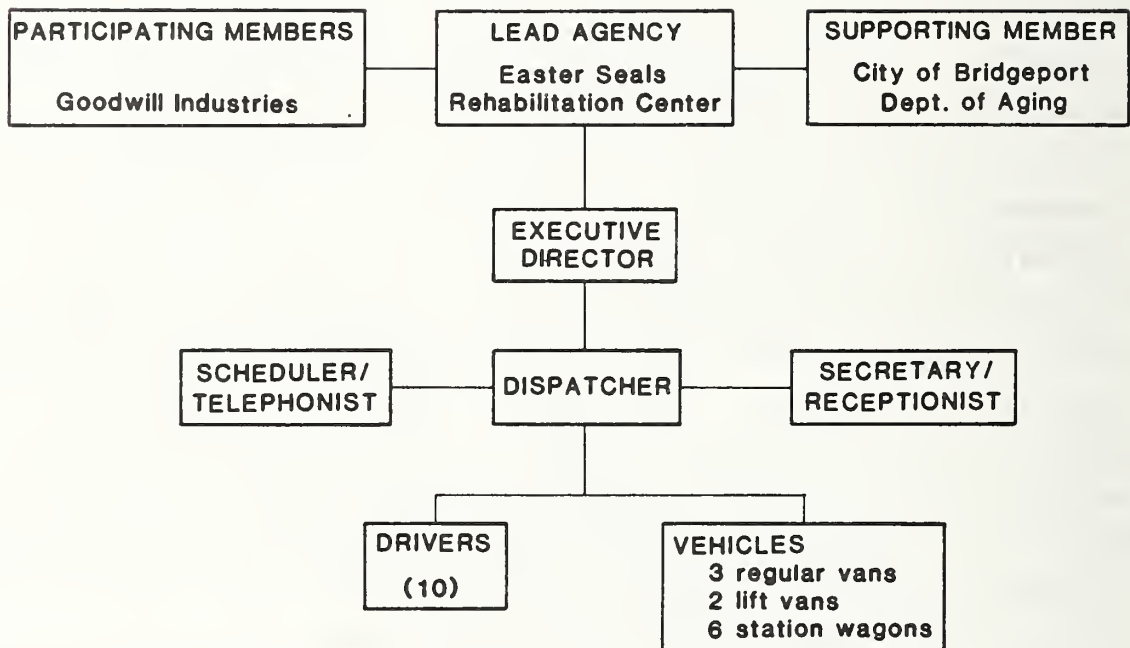 PARTICIPATING MEMBERS
Goodwill Industries
LEAD AGENCY
Easter Seals
Rehabilitation Center
SUPPORTING MEMBER
City of Bridgeport
Dept. of Aging
EXECUTIVE
DIRECTOR
SCHEDULER/
TELEPHONIST
DISPATCHER
SECRETARY/
RECEPTIONIST
DRIVERS
(10)
VEHICLES
3 regular vans
2 lift vans
6 station wagons